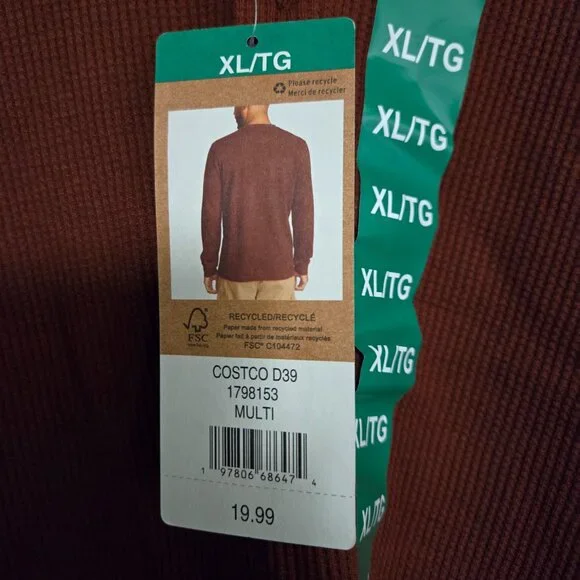 XL/TG
Please recycle
Merci de recycler
RECYCLED/RECYCLÉ
Paper made from recycled material
Papier fait à partir de matériaux recyclés
FSC® C104472
FSC
COSTCO D39
1798153
MULTI
1 97806 68647 4
19.99
XL/TG
XL/TG
XL/TG
XL/TG
XL/TG
XL/TG
XL/TG